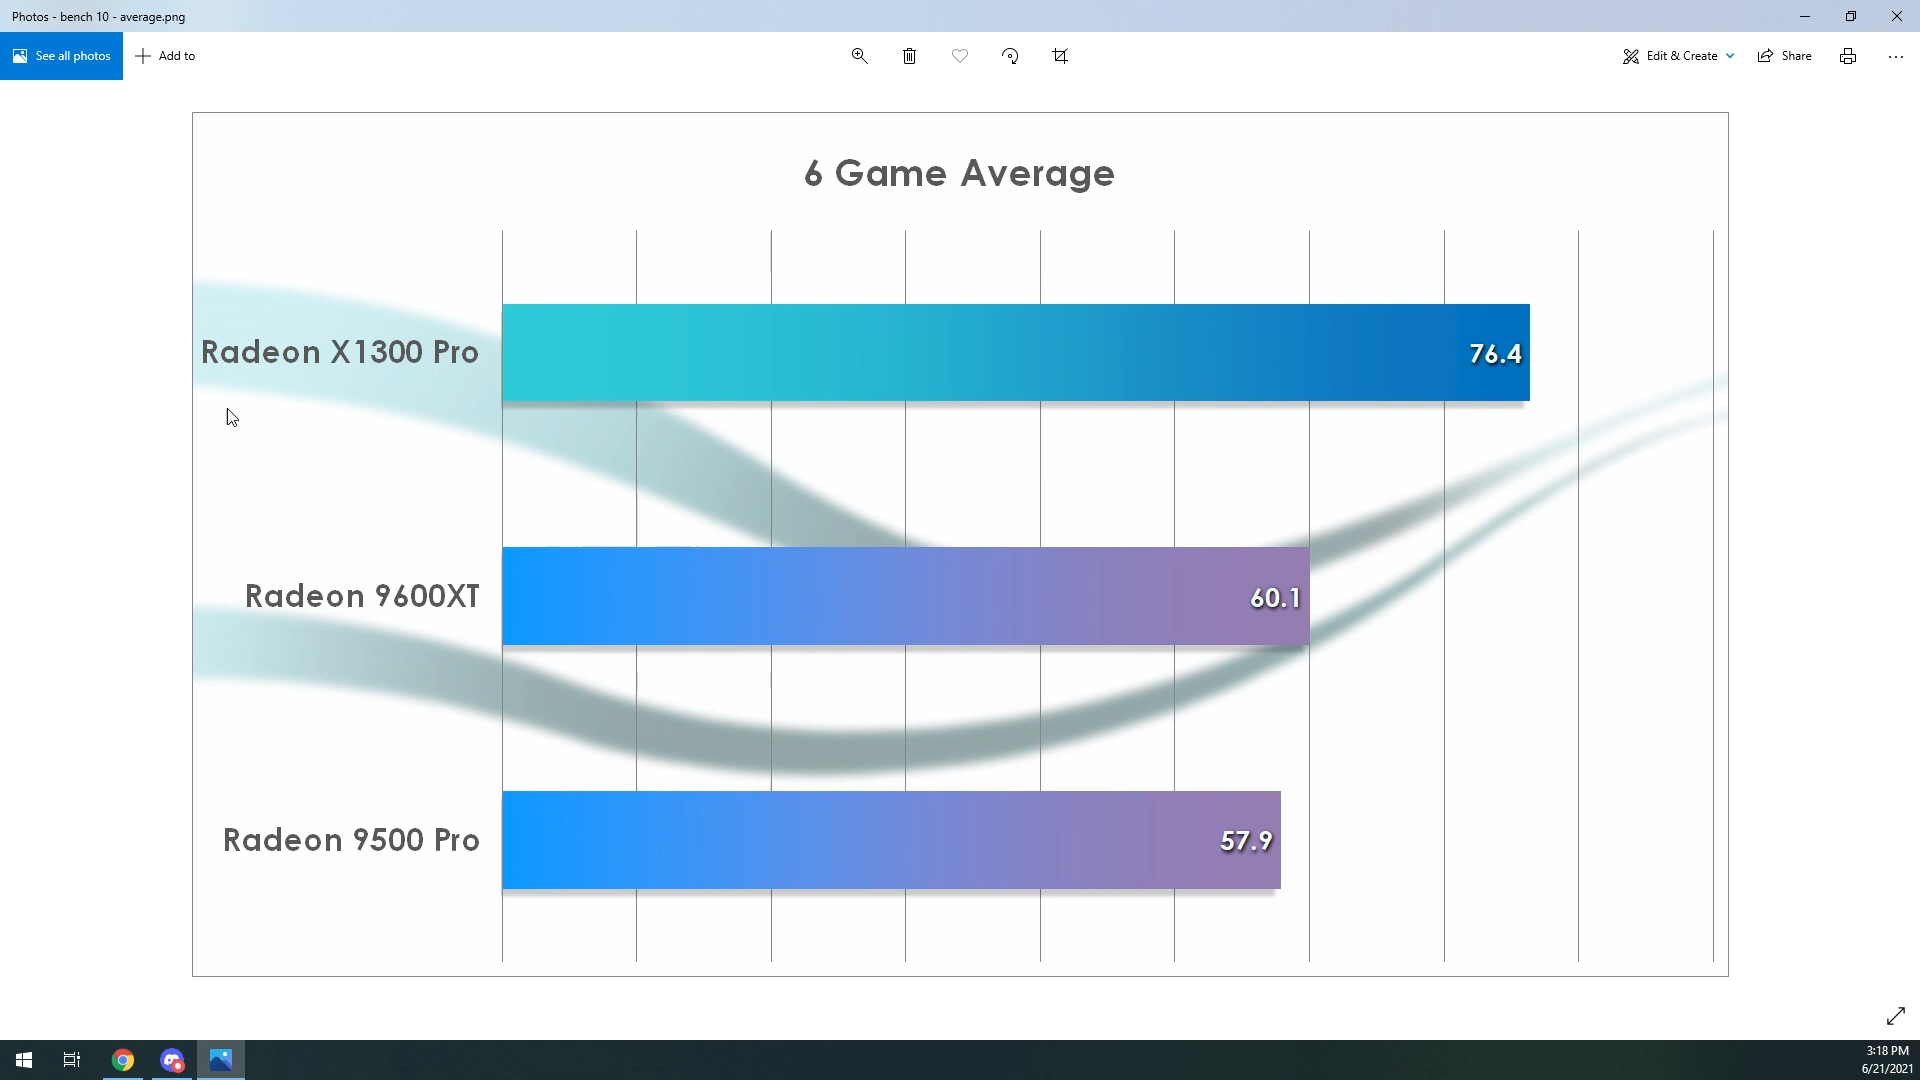 Photos - bench 10 - average.png
See all photos
Add to
Edit & Create
Share
6 Game Average
Radeon X1300 Pro
76.4
Radeon 9600XT
60.1
Radeon 9500 Pro
57.9
3:18 PM
6/21/2021